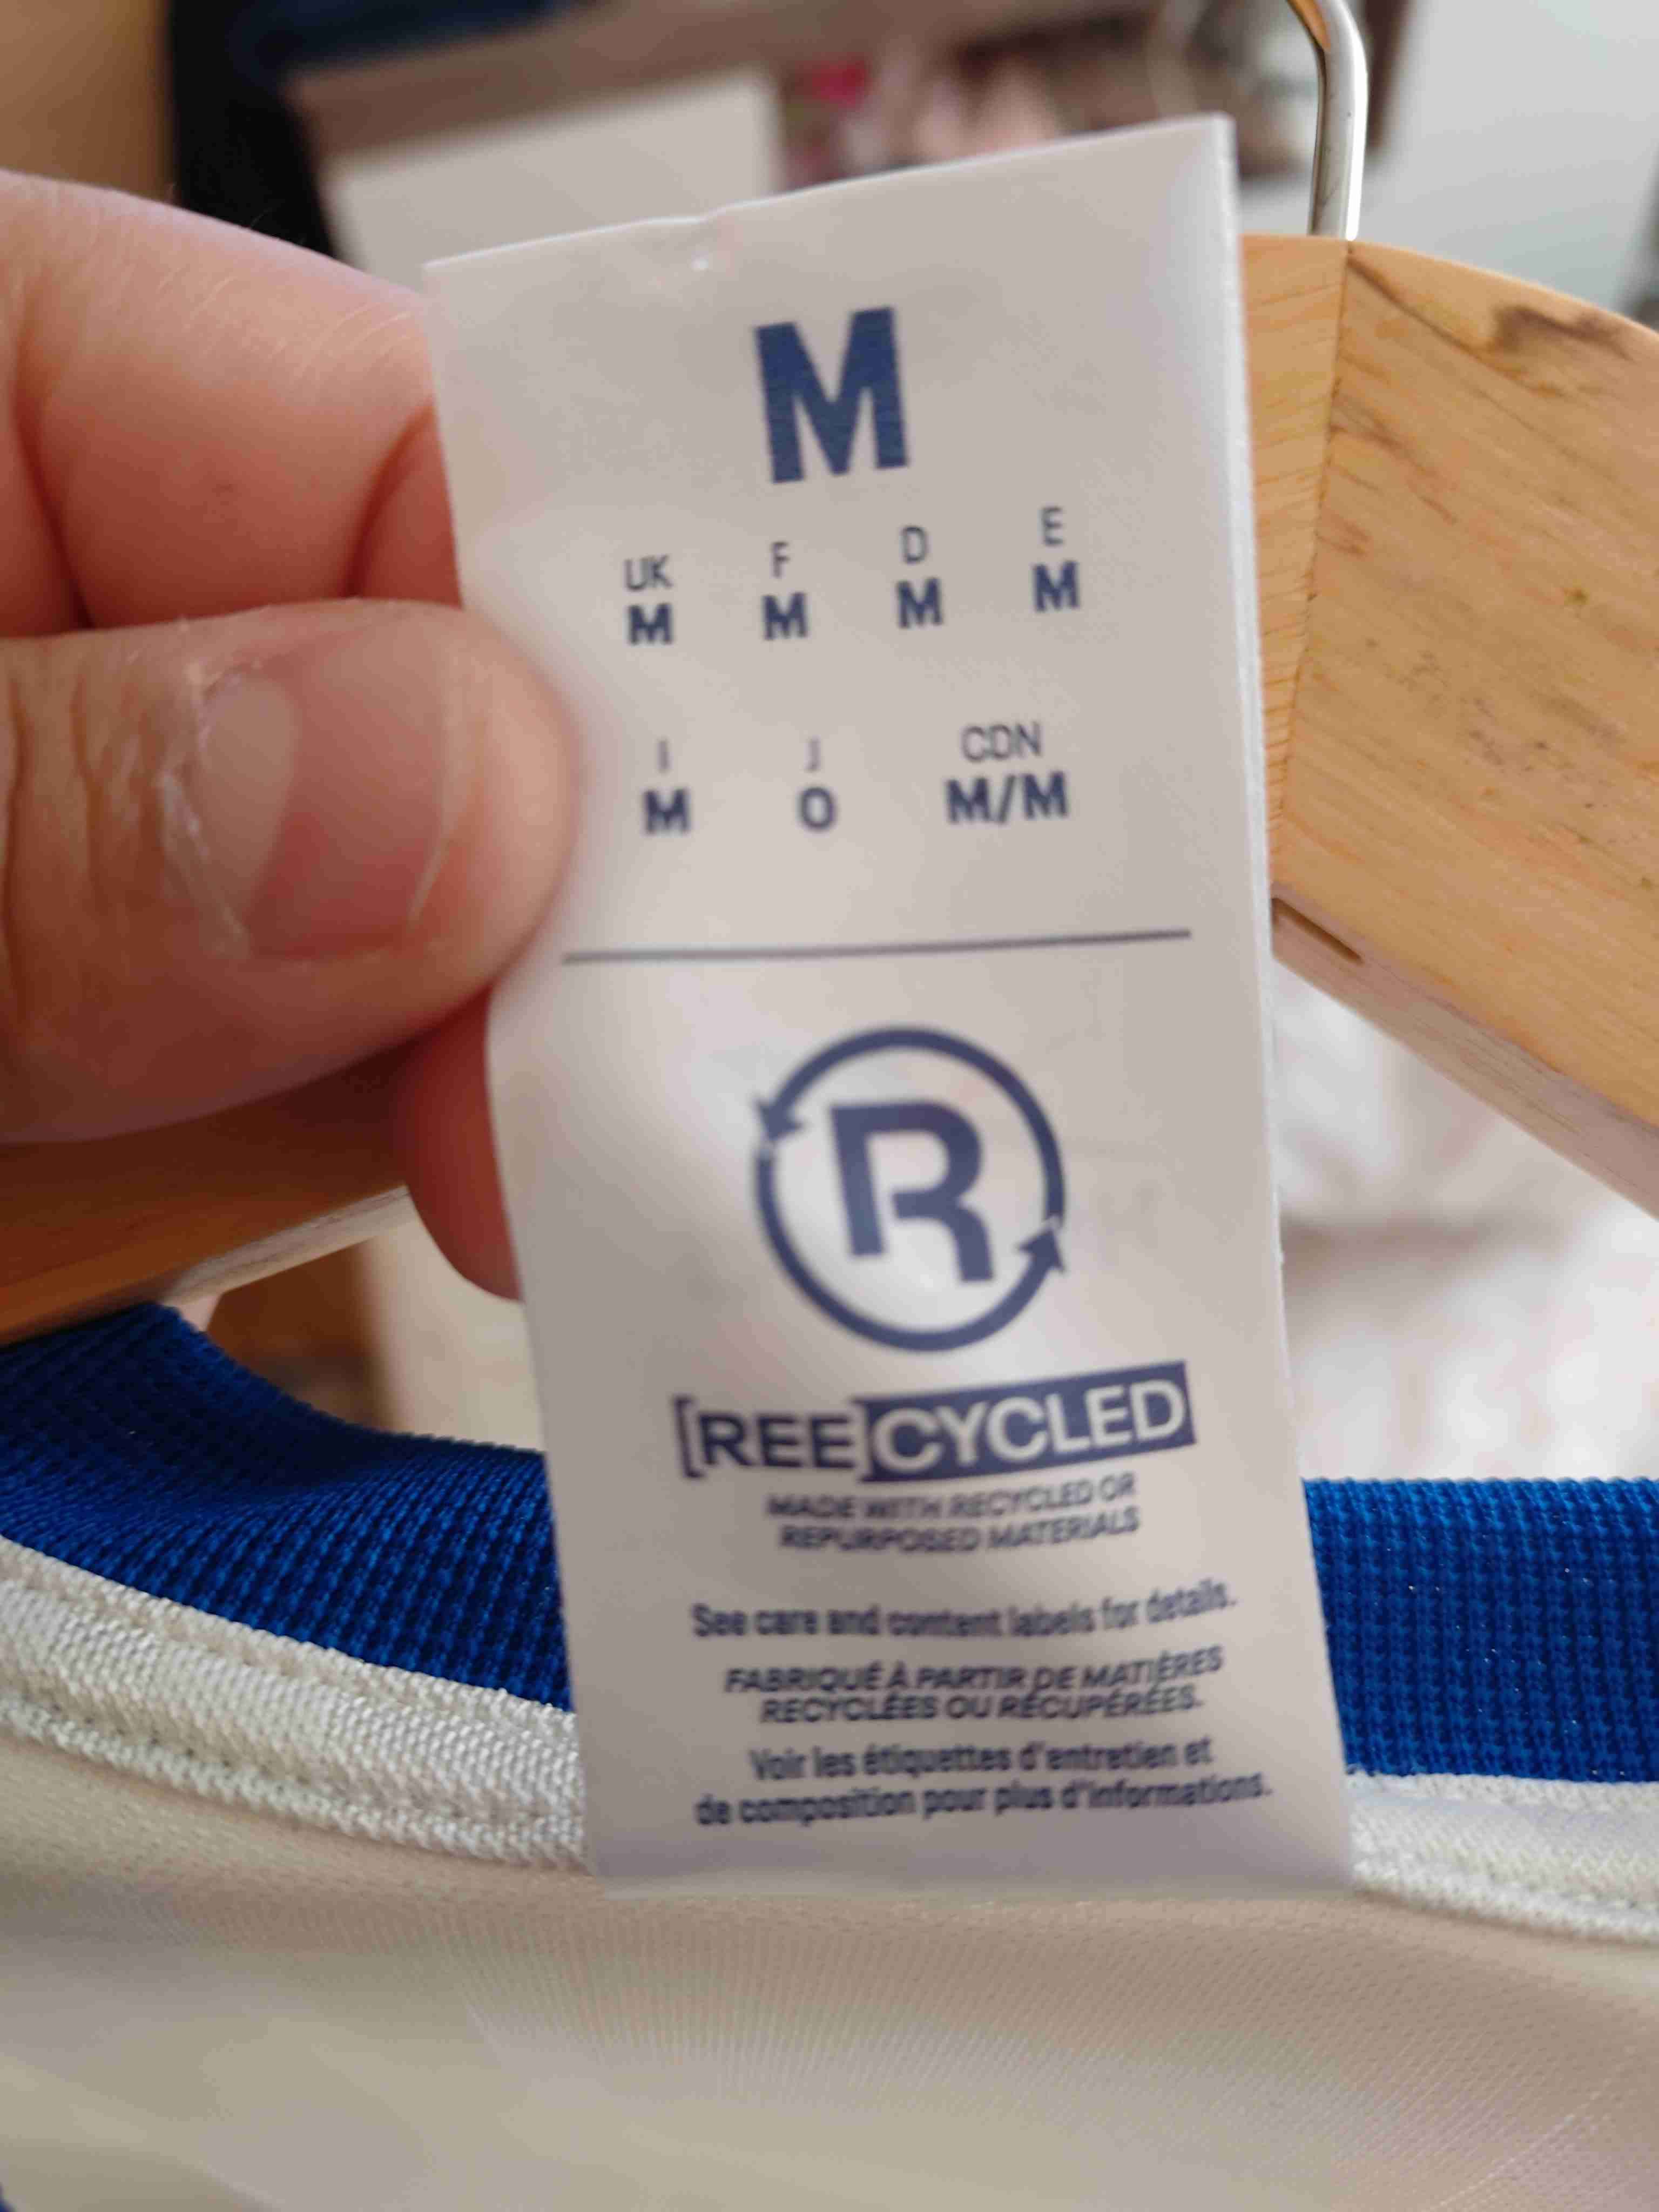 M
UK F D E
M M M M
I J CDN
M O M/M
R
[REE]CYCLED
MADE WITH RECYCLED OR
REPURPOSED MATERIALS
See care and content labels for details.
FABRIQUÉ À PARTIR DE MATIÈRES
RECYCLÉES OU RÉCUPÉRÉES.
Voir les étiquettes d'entretien et
de composition pour plus d'informations.